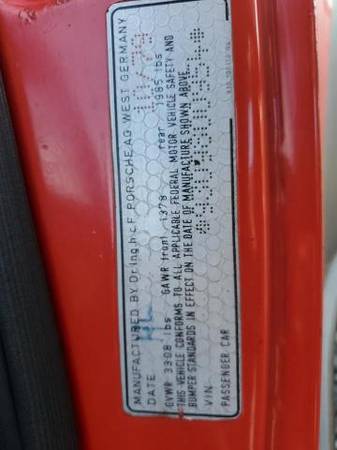 MANUFACTURED BY Dr.Ing.h.c.F. PORSCHE AG WEST GERMANY
DATE
GVWR 3308 lbs GAWR front 1378 rear 1985 lbs
THIS VEHICLE CONFORMS TO ALL APPLICABLE FEDERAL MOTOR VEHICLE SAFETY AND
BUMPER STANDARDS IN EFFECT ON THE DATE OF MANUFACTURE SHOWN ABOVE.
VIN:
PASSENGER CAR